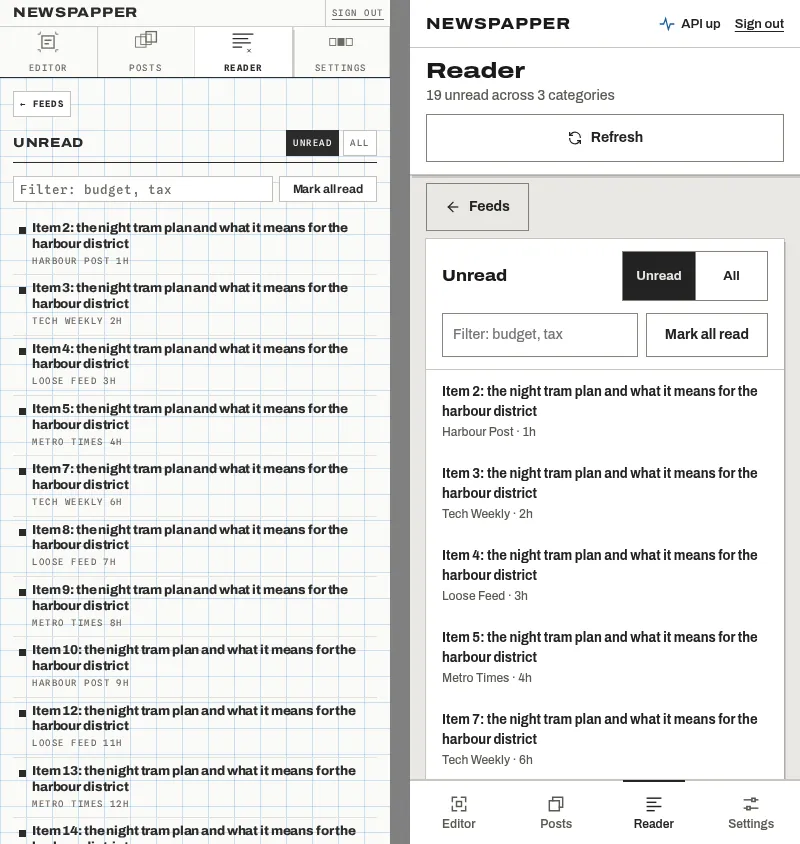 NEWSPAPPER
SIGN OUT
EDITOR
POSTS
READER
SETTINGS
← FEEDS
UNREAD
UNREAD
ALL
Filter: budget, tax
Mark all read
Item 2: the night tram plan and what it means for the
harbour district
HARBOUR POST 1H
Item 3: the night tram plan and what it means for the
harbour district
TECH WEEKLY 2H
Item 4: the night tram plan and what it means for the
harbour district
LOOSE FEED 3H
Item 5: the night tram plan and what it means for the
harbour district
METRO TIMES 4H
Item 7: the night tram plan and what it means for the
harbour district
TECH WEEKLY 6H
Item 8: the night tram plan and what it means for the
harbour district
LOOSE FEED 7H
Item 9: the night tram plan and what it means for the
harbour district
METRO TIMES 8H
Item 10: the night tram plan and what it means for the
harbour district
HARBOUR POST 9H
Item 12: the night tram plan and what it means for the
harbour district
LOOSE FEED 11H
Item 13: the night tram plan and what it means for the
harbour district
METRO TIMES 12H
Item 14: the night tram plan and what it means for the
NEWSPAPPER
API up
Sign out
Reader
19 unread across 3 categories
Refresh
← Feeds
Unread
Unread
All
Filter: budget, tax
Mark all read
Item 2: the night tram plan and what it means for the
harbour district
Harbour Post · 1h
Item 3: the night tram plan and what it means for the
harbour district
Tech Weekly · 2h
Item 4: the night tram plan and what it means for the
harbour district
Loose Feed · 3h
Item 5: the night tram plan and what it means for the
harbour district
Metro Times · 4h
Item 7: the night tram plan and what it means for the
harbour district
Tech Weekly · 6h
Editor
Posts
Reader
Settings